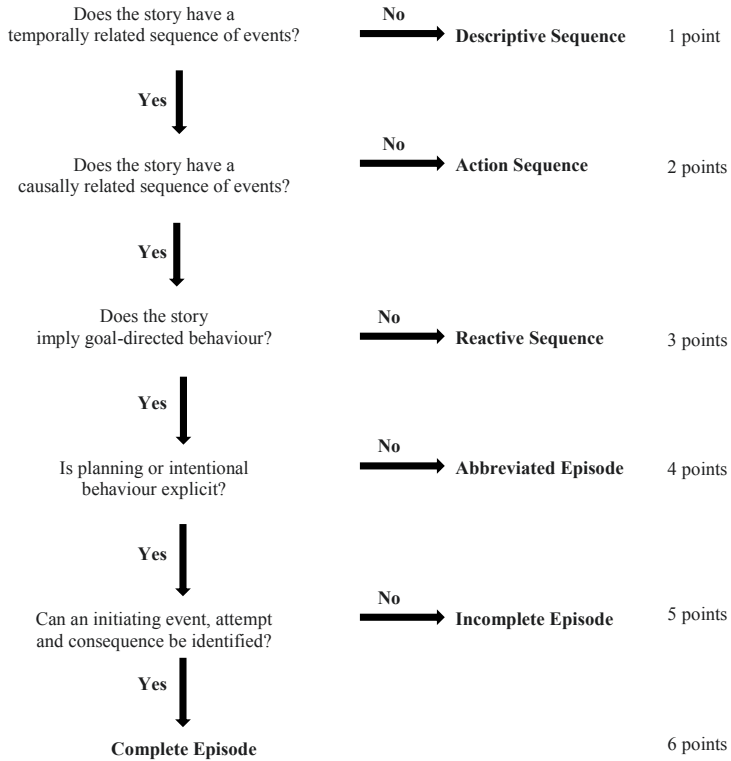 Does the story have a
temporally related sequence of events?
No
Descriptive Sequence
1 point
Yes
Does the story have a
causally related sequence of events?
No
Action Sequence
2 points
Yes
Does the story
imply goal-directed behaviour?
No
Reactive Sequence
3 points
Yes
Is planning or intentional
behaviour explicit?
No
Abbreviated Episode
4 points
Yes
Can an initiating event, attempt
and consequence be identified?
No
Incomplete Episode
5 points
Yes
Complete Episode
6 points